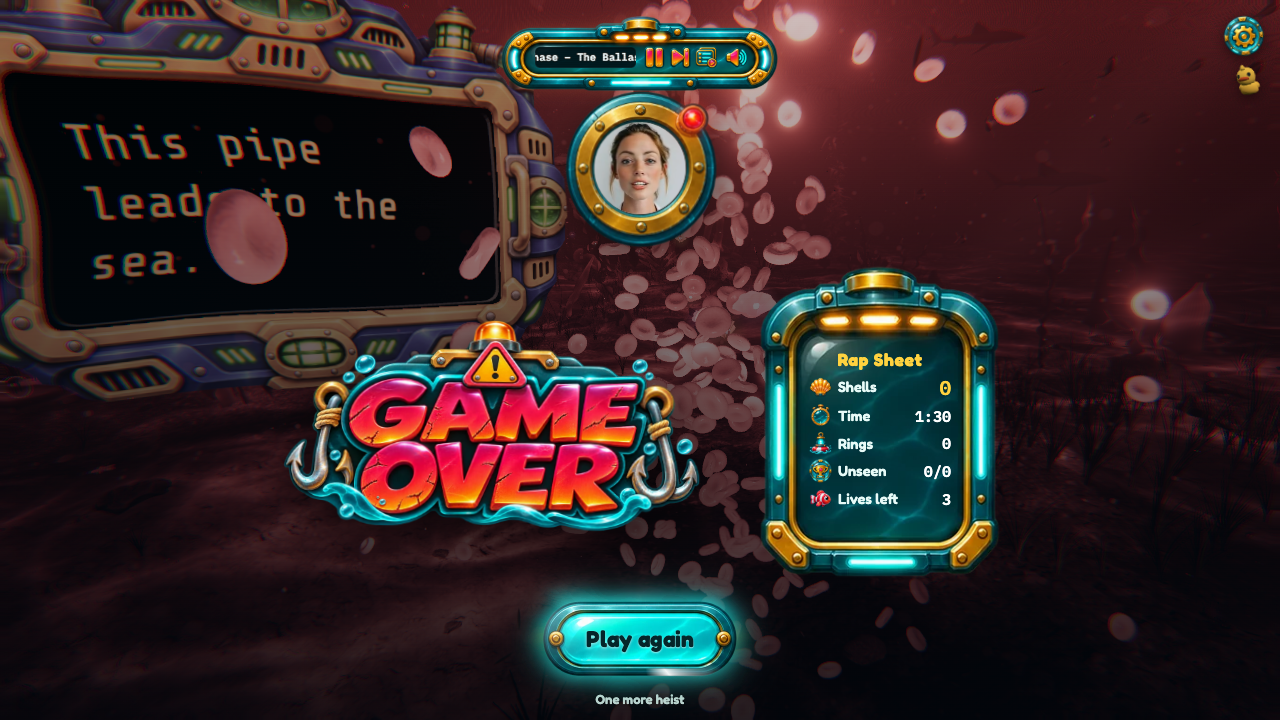 hase – The Ballas
This pipe
leads to the
sea.
GAME
OVER
Rap Sheet
Shells 0
Time 1:30
Rings 0
Unseen 0/0
Lives left 3
Play again
One more heist